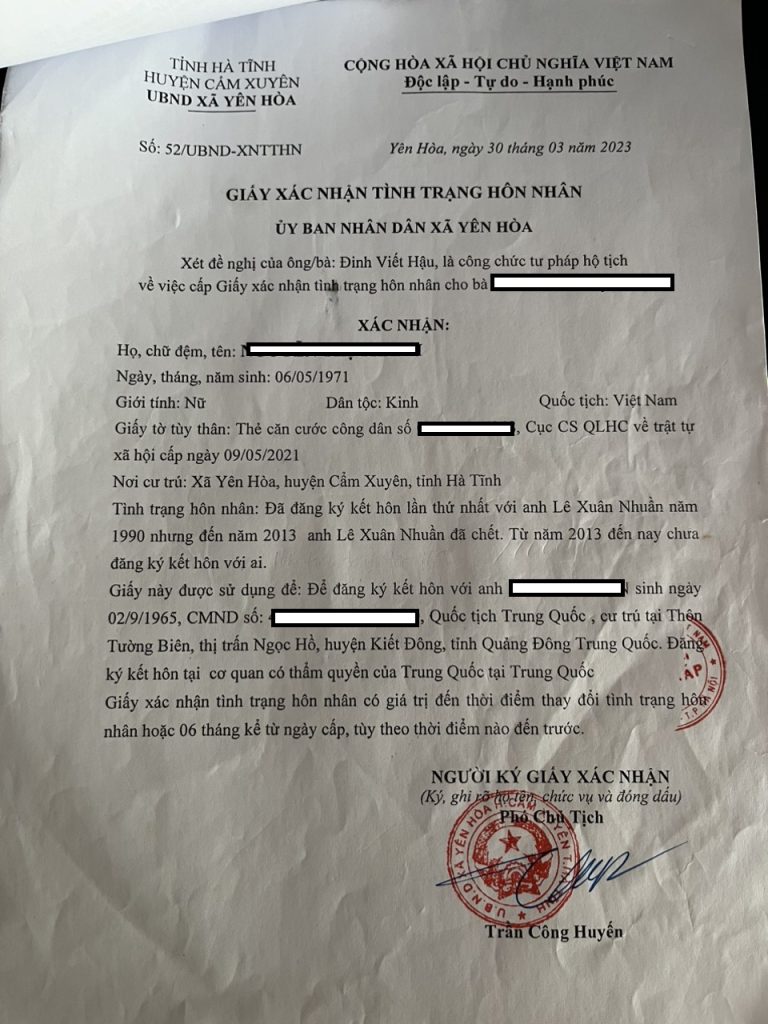 TỈNH HÀ TĨNH
HUYỆN CẨM XUYÊN
UBND XÃ YÊN HÒA
CỘNG HÒA XÃ HỘI CHỦ NGHĨA VIỆT NAM
Độc lập - Tự do - Hạnh phúc
Số: 52/UBND-XNTTHN
Yên Hòa, ngày 30 tháng 03 năm 2023
GIẤY XÁC NHẬN TÌNH TRẠNG HÔN NHÂN
ỦY BAN NHÂN DÂN XÃ YÊN HÒA
Xét đề nghị của ông/bà: Đinh Viết Hậu, là công chức tư pháp hộ tịch
về việc cấp Giấy xác nhận tình trạng hôn nhân cho bà
XÁC NHẬN:
Họ, chữ đệm, tên:
Ngày, tháng, năm sinh: 06/05/1971
Giới tính: Nữ Dân tộc: Kinh Quốc tịch: Việt Nam
Giấy tờ tùy thân: Thẻ căn cước công dân số , Cục CS QLHC về trật tự
xã hội cấp ngày 09/05/2021
Nơi cư trú: Xã Yên Hòa, huyện Cẩm Xuyên, tỉnh Hà Tĩnh
Tình trạng hôn nhân: Đã đăng ký kết hôn lần thứ nhất với anh Lê Xuân Nhuần năm
1990 nhưng đến năm 2013 anh Lê Xuân Nhuần đã chết. Từ năm 2013 đến nay chưa
đăng ký kết hôn với ai.
Giấy này được sử dụng để: Để đăng ký kết hôn với anh sinh ngày
02/9/1965, CMND số: , Quốc tịch Trung Quốc , cư trú tại Thôn
Tường Biên, thị trấn Ngọc Hồ, huyện Kiết Đông, tỉnh Quảng Đông Trung Quốc. Đăng
ký kết hôn tại cơ quan có thẩm quyền của Trung Quốc tại Trung Quốc
Giấy xác nhận tình trạng hôn nhân có giá trị đến thời điểm thay đổi tình trạng hôn
nhân hoặc 06 tháng kể từ ngày cấp, tùy theo thời điểm nào đến trước.
NGƯỜI KÝ GIẤY XÁC NHẬN
(Ký, ghi rõ họ tên, chức vụ và đóng dấu)
Phó Chủ Tịch
U.B.N.D XÃ YÊN HÒA H.CẨM XUYÊN T.HÀ TĨNH
Trần Công Huyến